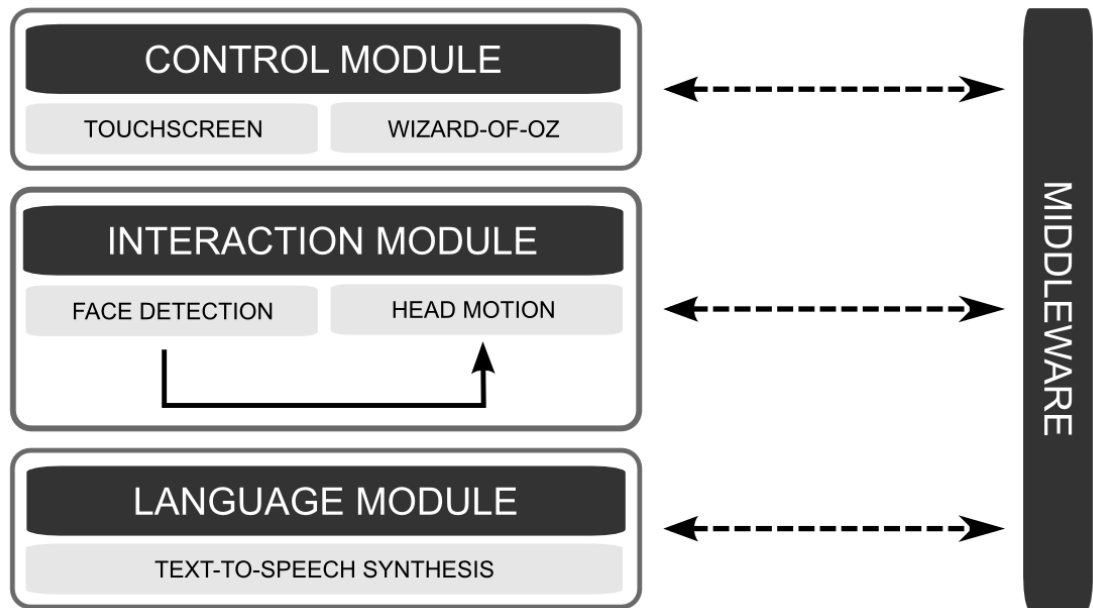 CONTROL MODULE
TOUCHSCREEN
WIZARD-OF-OZ
INTERACTION MODULE
FACE DETECTION
HEAD MOTION
LANGUAGE MODULE
TEXT-TO-SPEECH SYNTHESIS
MIDDLEWARE